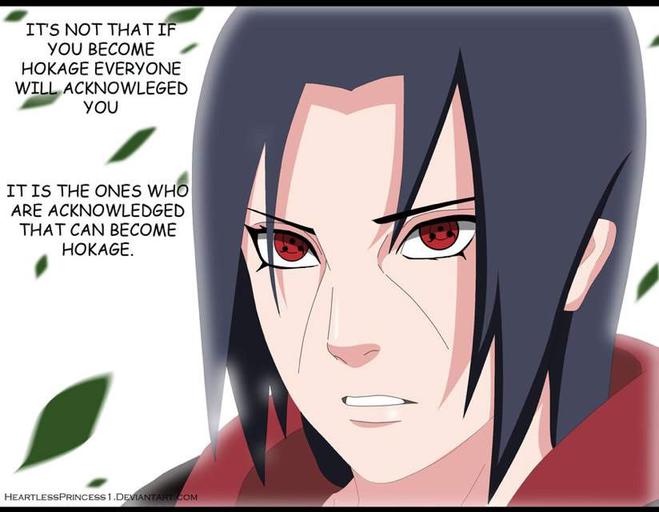 IT'S NOT THAT IF
YOU BECOME
HOKAGE EVERYONE
WILL ACKNOWLEGED
YOU
IT IS THE ONES WHO
ARE ACKNOWLEDGED
THAT CAN BECOME
HOKAGE.
HEARTLESSPRINCESS1.DEVIANTART.COM